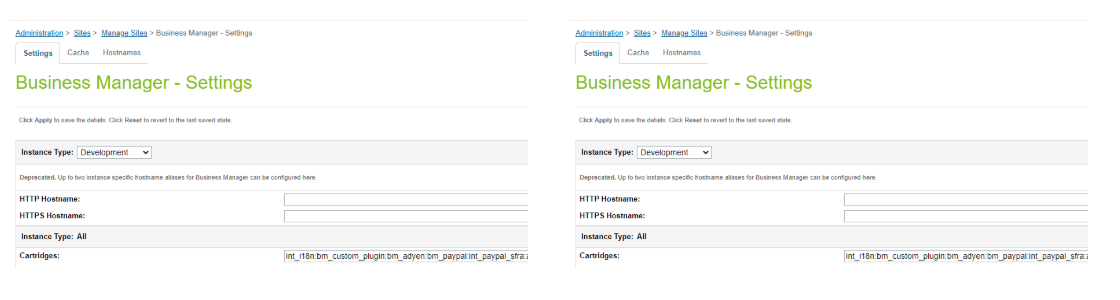 Administration > Sites > Manage Sites > Business Manager - Settings
Settings Cache Hostnames
Business Manager - Settings
Click Apply to save the details. Click Reset to revert to the last saved state.
Instance Type: Development
Deprecated. Up to two instance specific hostname aliases for Business Manager can be configured here.
HTTP Hostname:
HTTPS Hostname:
Instance Type: All
Cartridges: int_i18n:bm_custom_plugin:bm_adyen:bm_paypal:int_paypal_sfra:a
Administration > Sites > Manage Sites > Business Manager - Settings
Settings Cache Hostnames
Business Manager - Settings
Click Apply to save the details. Click Reset to revert to the last saved state.
Instance Type: Development
Deprecated. Up to two instance specific hostname aliases for Business Manager can be configured here.
HTTP Hostname:
HTTPS Hostname:
Instance Type: All
Cartridges: int_i18n:bm_custom_plugin:bm_adyen:bm_paypal:int_paypal_sfra:a